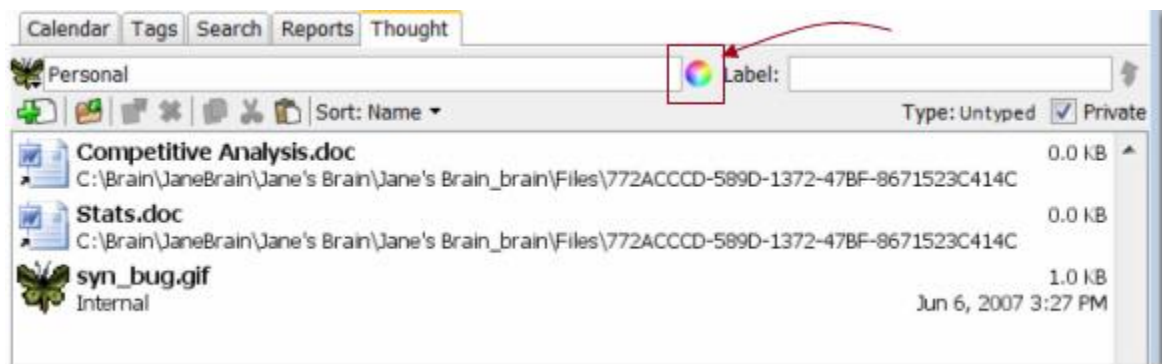 Calendar Tags Search Reports Thought
Personal Label:
Sort: Name Type: Untyped Private
Competitive Analysis.doc 0.0 KB
C:\Brain\JaneBrain\Jane's Brain\Jane's Brain_brain\Files\772ACCCD-589D-1372-47BF-8671523C414C
Stats.doc 0.0 KB
C:\Brain\JaneBrain\Jane's Brain\Jane's Brain_brain\Files\772ACCCD-589D-1372-47BF-8671523C414C
syn_bug.gif 1.0 KB
Internal Jun 6, 2007 3:27 PM